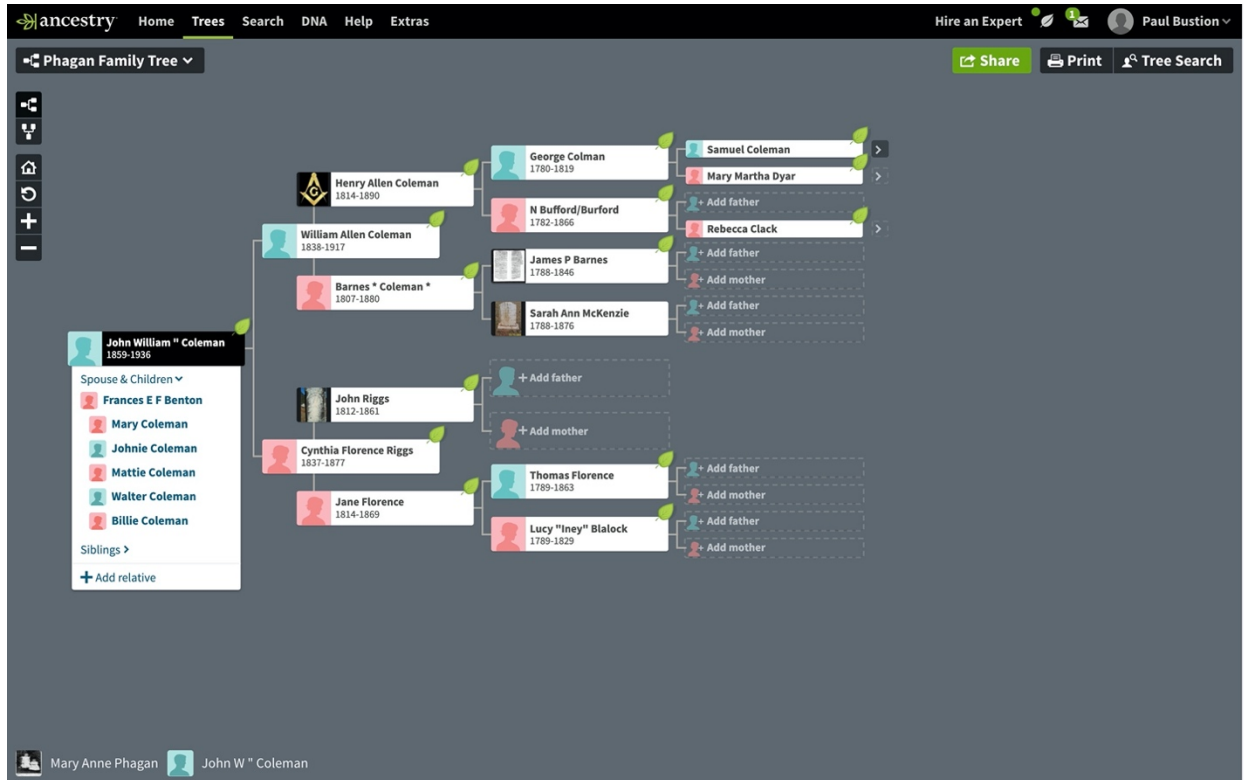 ancestry Home Trees Search DNA Help Extras Hire an Expert 1 Paul Bustion
Phagan Family Tree Share Print Tree Search
Samuel Coleman
George Colman
1780-1819
Mary Martha Dyar
Henry Allen Coleman
1814-1890
+ Add father
N Bufford/Burford
1782-1866
Rebecca Clack
William Allen Coleman
1838-1917
James P Barnes
1788-1846
+ Add father
+ Add mother
Barnes * Coleman *
1807-1880
Sarah Ann McKenzie
1788-1876
+ Add father
+ Add mother
John William " Coleman
1859-1936
Spouse & Children
Frances E F Benton
Mary Coleman
Johnie Coleman
Mattie Coleman
Walter Coleman
Billie Coleman
Siblings >
+ Add relative
+ Add father
John Riggs
1812-1861
+ Add mother
Cynthia Florence Riggs
1837-1877
Thomas Florence
1789-1863
+ Add father
+ Add mother
Jane Florence
1814-1869
Lucy "Iney" Blalock
1789-1829
+ Add father
+ Add mother
Mary Anne Phagan John W " Coleman